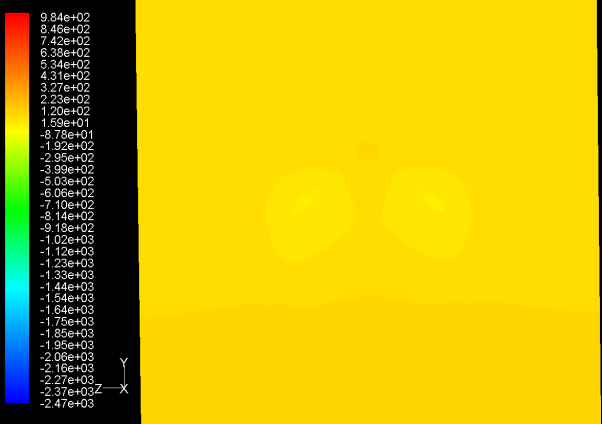 9.84e+02
8.46e+02
7.42e+02
6.38e+02
5.34e+02
4.31e+02
3.27e+02
2.23e+02
1.20e+02
1.59e+01
-8.78e+01
-1.92e+02
-2.95e+02
-3.99e+02
-5.03e+02
-6.06e+02
-7.10e+02
-8.14e+02
-9.18e+02
-1.02e+03
-1.12e+03
-1.23e+03
-1.33e+03
-1.44e+03
-1.54e+03
-1.64e+03
-1.75e+03
-1.85e+03
-1.95e+03
-2.06e+03
-2.16e+03
-2.27e+03
-2.37e+03
-2.47e+03
Y
Z X